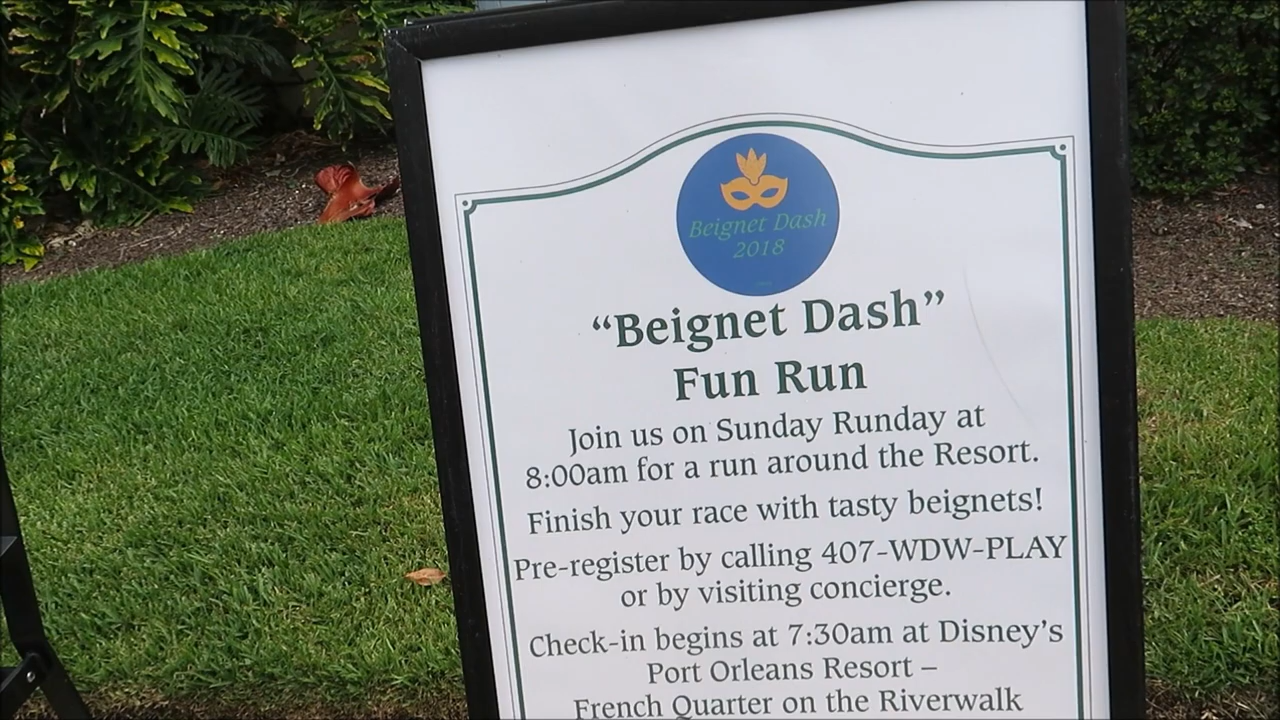 Beignet Dash
2018
“Beignet Dash”
Fun Run
Join us on Sunday Runday at
8:00am for a run around the Resort.
Finish your race with tasty beignets!
Pre-register by calling 407-WDW-PLAY
or by visiting concierge.
Check-in begins at 7:30am at Disney’s
Port Orleans Resort –
French Quarter on the Riverwalk